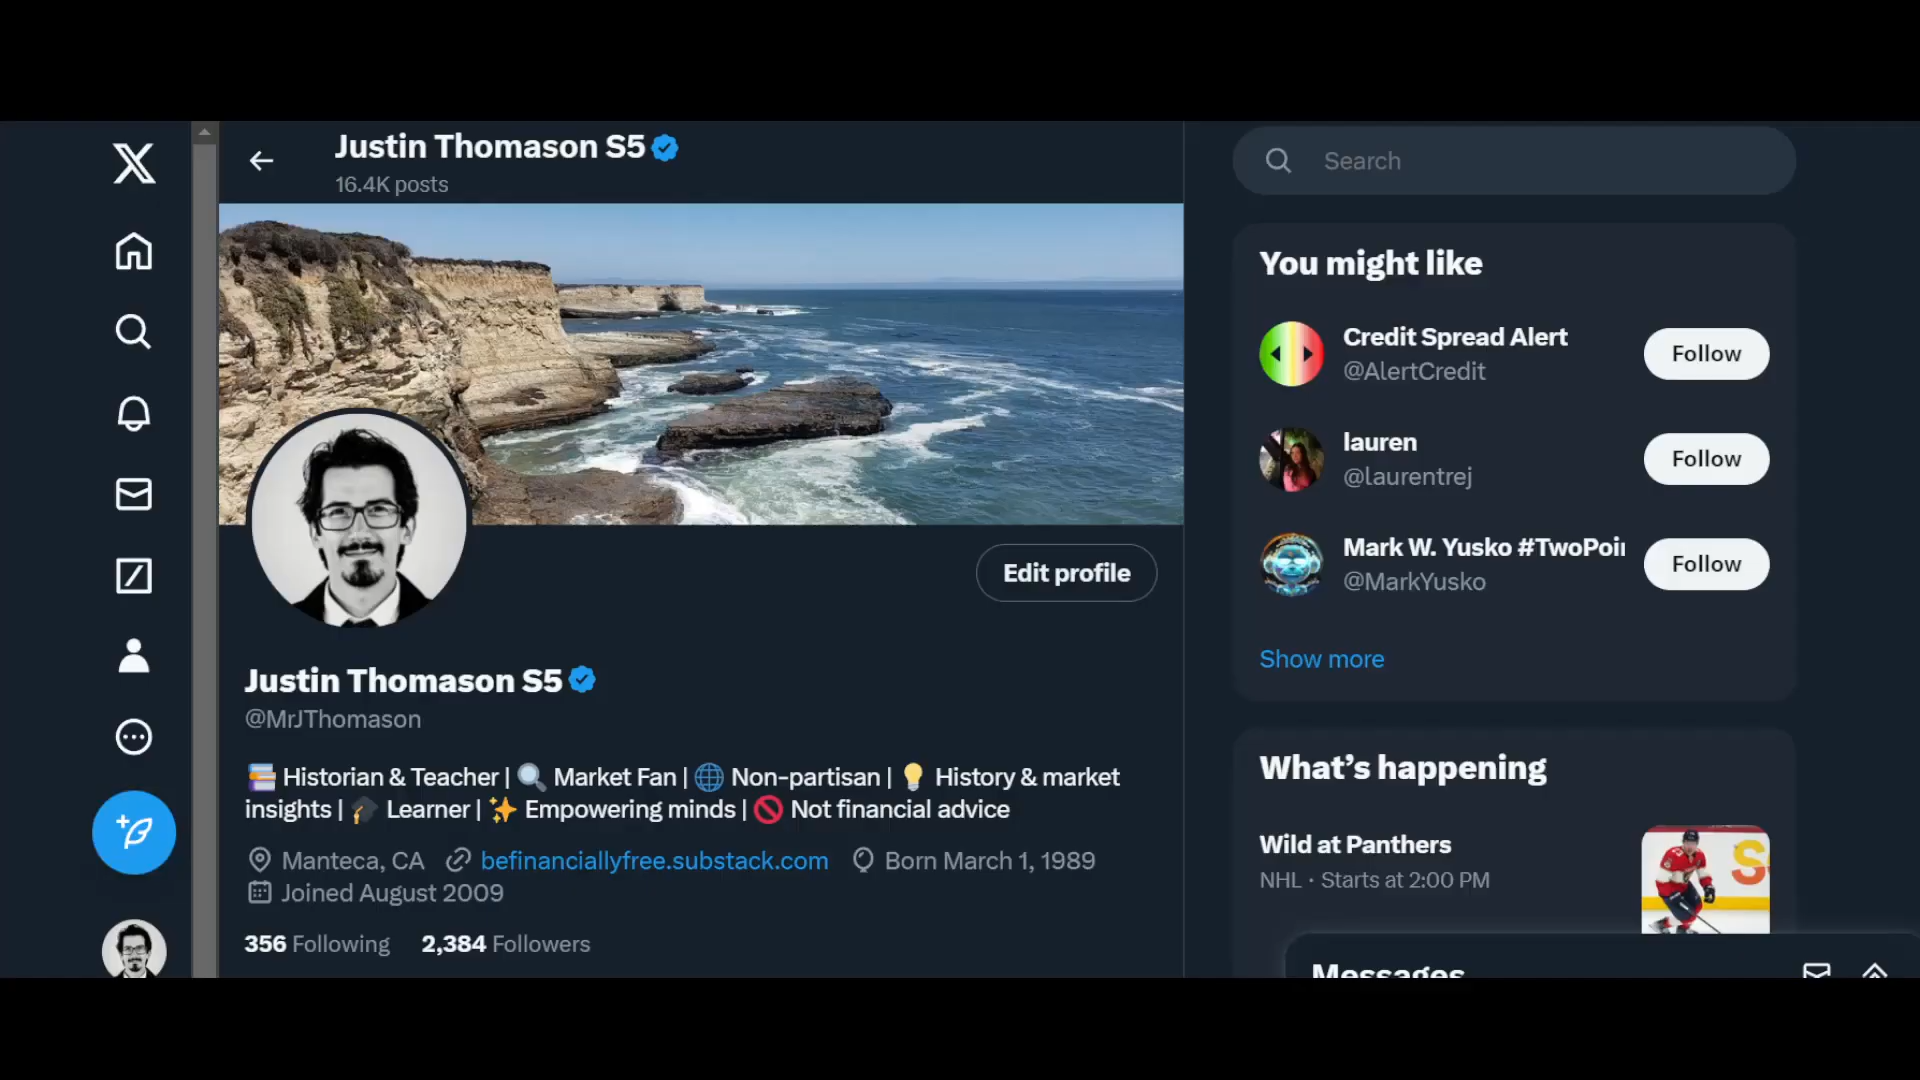 Justin Thomason S5
16.4K posts
Edit profile
Justin Thomason S5
@MrJThomason
📚 Historian & Teacher | 🔍 Market Fan | 🌐 Non-partisan | 💡 History & market
insights | 🎓 Learner | ✨ Empowering minds | 🚫 Not financial advice
Manteca, CA befinanciallyfree.substack.com Born March 1, 1989
Joined August 2009
356 Following 2,384 Followers
Search
You might like
Credit Spread Alert
@AlertCredit
Follow
lauren
@laurentrej
Follow
Mark W. Yusko #TwoPoi
@MarkYusko
Follow
Show more
What's happening
Wild at Panthers
NHL · Starts at 2:00 PM
Messages